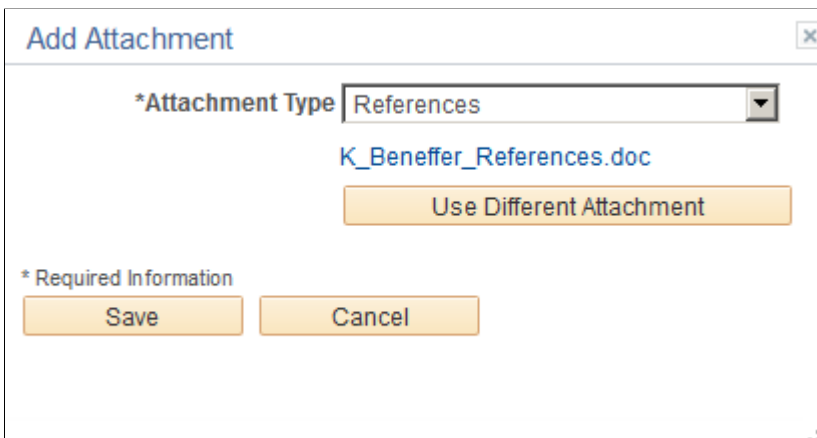 Add Attachment
*Attachment Type References
K_Beneffer_References.doc
Use Different Attachment
* Required Information
Save Cancel